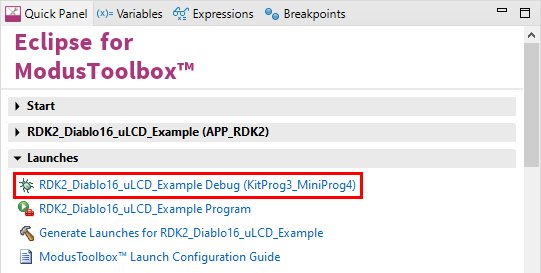 Quick Panel (x)= Variables Expressions Breakpoints
Eclipse for
ModusToolbox™
Start
RDK2_Diablo16_uLCD_Example (APP_RDK2)
Launches
RDK2_Diablo16_uLCD_Example Debug (KitProg3_MiniProg4)
RDK2_Diablo16_uLCD_Example Program
Generate Launches for RDK2_Diablo16_uLCD_Example
ModusToolbox™ Launch Configuration Guide